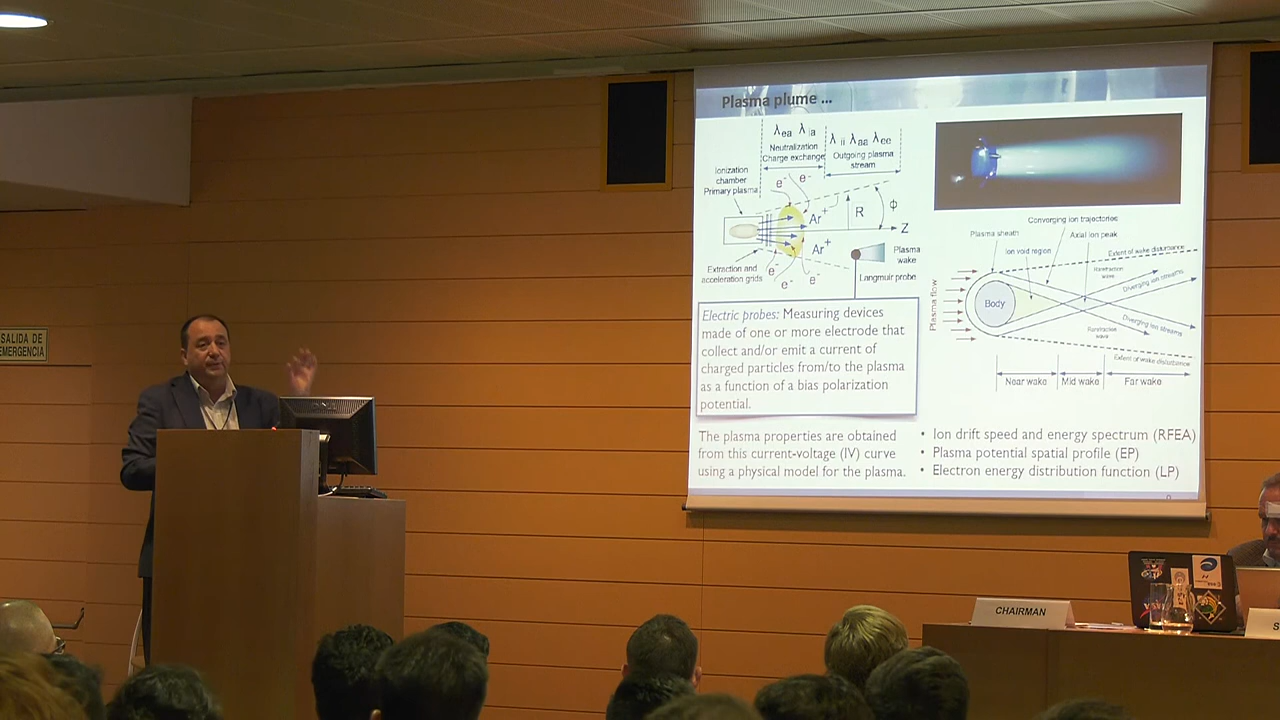 Plasma plume ...
λea λia
Neutralization
Charge exchange
λii λaa λee
Outgoing plasma
stream
Ionization
chamber
Primary plasma
e- e-
Ar+
R
ϕ
Z
Ar+
e- e- e-
Plasma
wake
Extraction and
acceleration grids
Langmuir probe
Converging ion trajectories
Plasma sheath
Axial ion peak
Ion void region
Extent of wake disturbance
Rarefraction
wave
Diverging ion streams
Plasma flow
Body
Diverging ion streams
Rarefraction
wave
Extent of wake disturbance
Near wake
Mid wake
Far wake
Electric probes: Measuring devices
made of one or more electrode that
collect and/or emit a current of
charged particles from/to the plasma
as a function of a bias polarization
potential.
The plasma properties are obtained
from this current-voltage (IV) curve
using a physical model for the plasma.
• Ion drift speed and energy spectrum (RFEA)
• Plasma potential spatial profile (EP)
• Electron energy distribution function (LP)
9
SALIDA DE
EMERGENCIA
CHAIRMAN
S